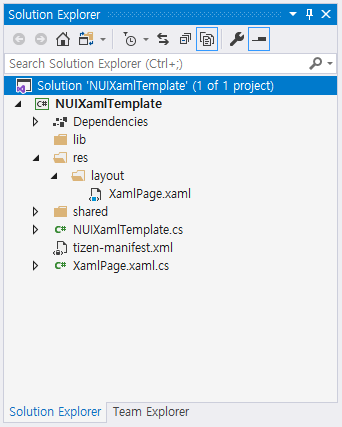 Solution Explorer
Search Solution Explorer (Ctrl+;)
Solution 'NUIXamlTemplate' (1 of 1 project)
C# NUIXamlTemplate
Dependencies
lib
res
layout
XamlPage.xaml
shared
C# NUIXamlTemplate.cs
tizen-manifest.xml
C# XamlPage.xaml.cs
Solution Explorer Team Explorer